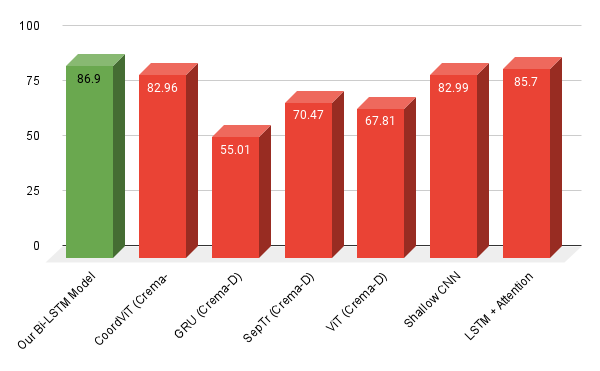 100
75
50
25
0
86.9
82.96
55.01
70.47
67.81
82.99
85.7
Our Bi-LSTM Model
CoordViT (Crema-
GRU (Crema-D)
SepTr (Crema-D)
ViT (Crema-D)
Shallow CNN
LSTM + Attention